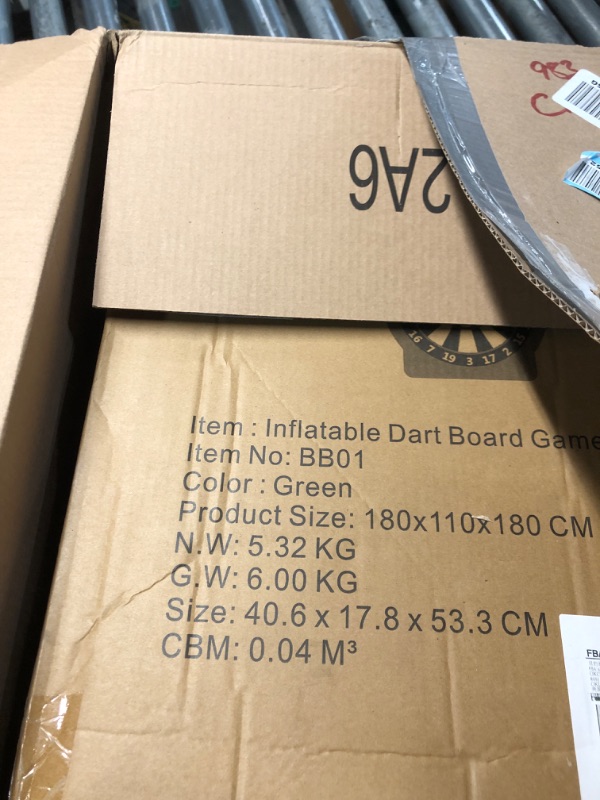 983
C
2A6
16 7 19 3 17 2 15
Item : Inflatable Dart Board Game
Item No: BB01
Color : Green
Product Size: 180x110x180 CM
N.W: 5.32 KG
G.W: 6.00 KG
Size: 40.6 x 17.8 x 53.3 CM
CBM: 0.04 M³